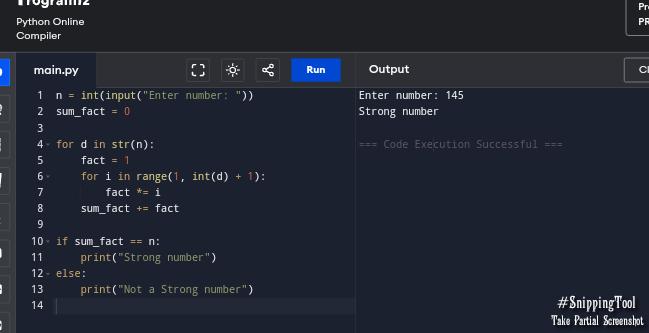 Programiz
Python Online
Compiler
main.py
Run
Output
1 n = int(input("Enter number: "))
2 sum_fact = 0
3
4 for d in str(n):
5     fact = 1
6     for i in range(1, int(d) + 1):
7         fact *= i
8     sum_fact += fact
9
10 if sum_fact == n:
11     print("Strong number")
12 else:
13     print("Not a Strong number")
14
Enter number: 145
Strong number
=== Code Execution Successful ===
#SnippingTool
Take Partial Screenshot